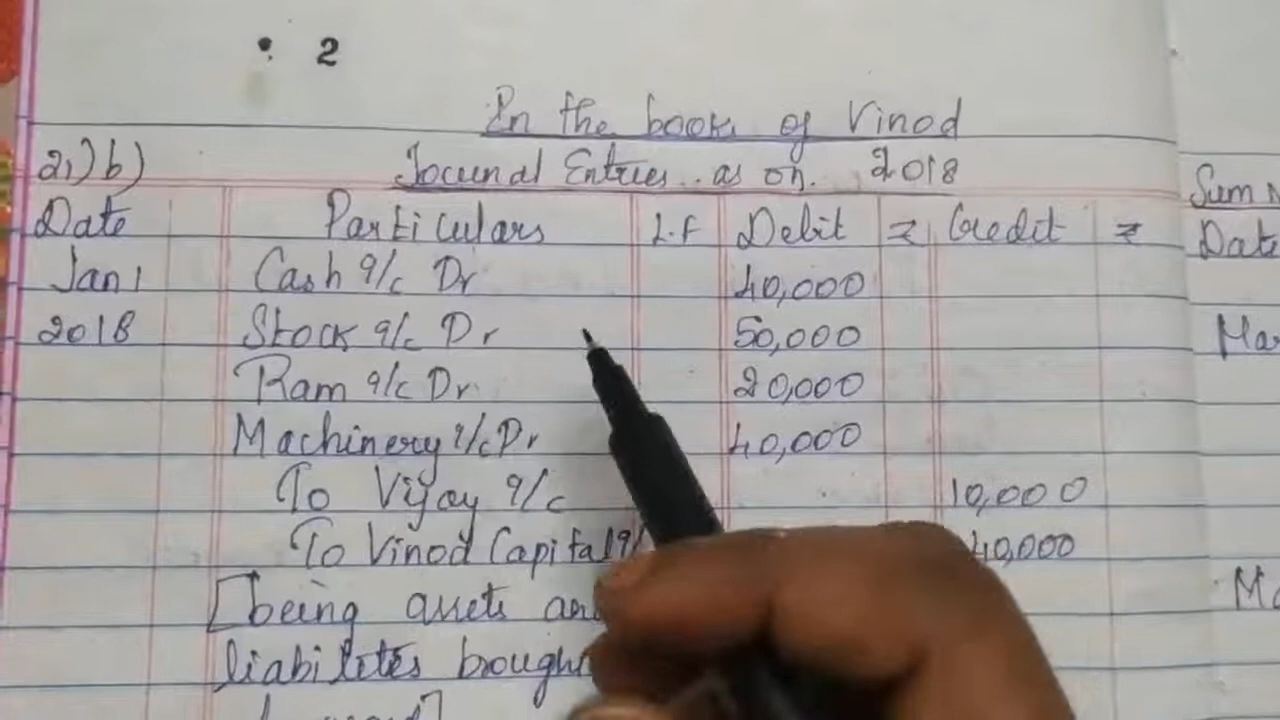 2
In the books of Vinod
2,)b) Journal Entries as on. 2018
Date Particulars L.F Debit ₹ Credit ₹
Jan 1 Cash a/c Dr 40,000
2018 Stock a/c Dr 50,000
Ram a/c Dr. 20,000
Machinery a/c Dr 40,000
To Vijay a/c 10,000
To Vinod Capital 40,000
[being assets
liabilites
Sum
Date